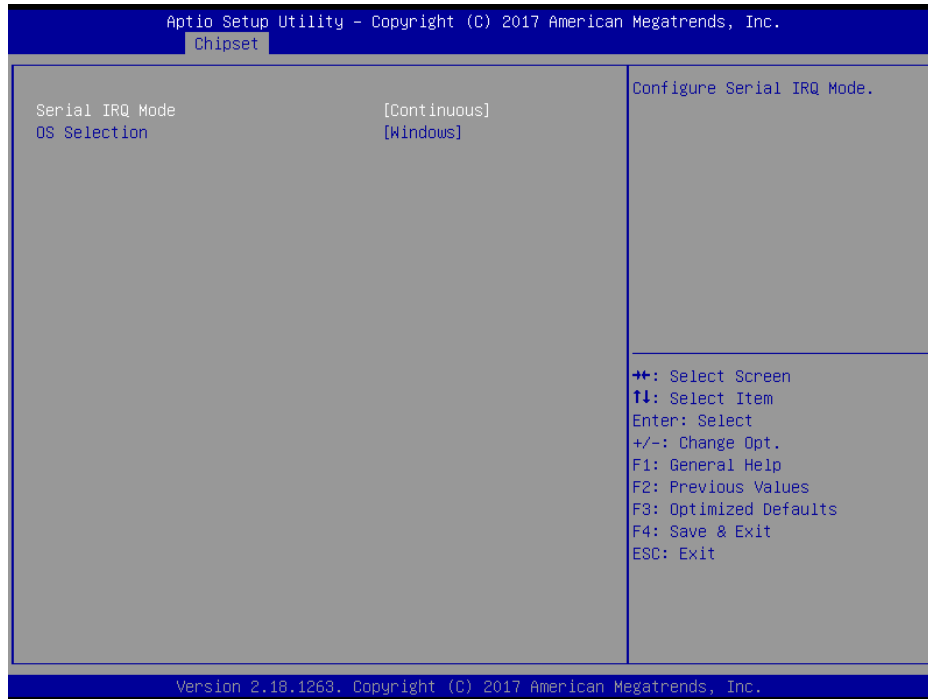 Aptio Setup Utility – Copyright (C) 2017 American Megatrends, Inc.
Chipset
Serial IRQ Mode [Continuous]
OS Selection [Windows]
Configure Serial IRQ Mode.
→←: Select Screen
↑↓: Select Item
Enter: Select
+/-: Change Opt.
F1: General Help
F2: Previous Values
F3: Optimized Defaults
F4: Save & Exit
ESC: Exit
Version 2.18.1263. Copyright (C) 2017 American Megatrends, Inc.